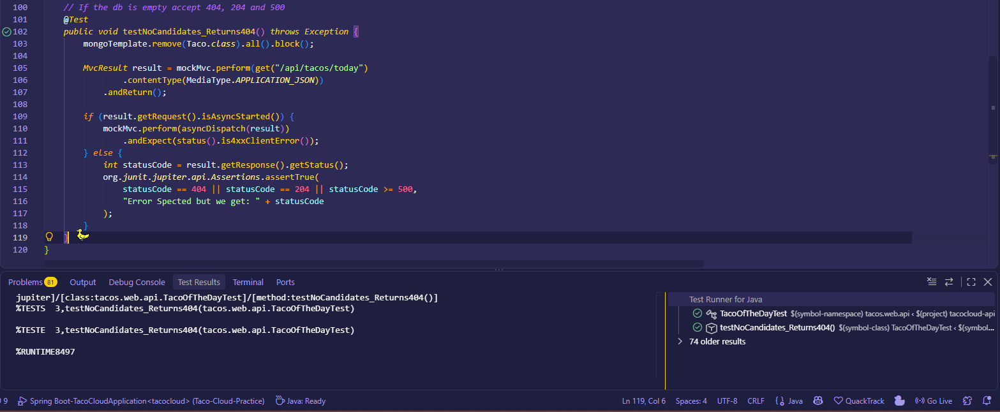 100 // If the db is empty accept 404, 204 and 500
101 @Test
102 public void testNoCandidates_Returns404() throws Exception {
103 mongoTemplate.remove(Taco.class).all().block();
104
105 MvcResult result = mockMvc.perform(get("/api/tacos/today")
106 .contentType(MediaType.APPLICATION_JSON))
107 .andReturn();
108
109 if (result.getRequest().isAsyncStarted()) {
110 mockMvc.perform(asyncDispatch(result))
111 .andExpect(status().is4xxClientError());
112 } else {
113 int statusCode = result.getResponse().getStatus();
114 org.junit.jupiter.api.Assertions.assertTrue(
115 statusCode == 404 || statusCode == 204 || statusCode >= 500,
116 "Error Spected but we get: " + statusCode
117 );
118 }
119 }
120 }
Problems 81 Output Debug Console Test Results Terminal Ports
jupiter]/[class:tacos.web.api.TacoOfTheDayTest]/[method:testNoCandidates_Returns404()]
%TESTS 3,testNoCandidates_Returns404(tacos.web.api.TacoOfTheDayTest)
%TESTE 3,testNoCandidates_Returns404(tacos.web.api.TacoOfTheDayTest)
%RUNTIME8497
Test Runner for Java
TacoOfTheDayTest $(symbol-namespace) tacos.web.api < $(project) tacocloud-api
testNoCandidates_Returns404() $(symbol-class) TacoOfTheDayTest < $(symbol...
74 older results
9 Spring Boot-TacoCloudApplication<tacocloud> (Taco-Cloud-Practice) Java: Ready Ln 119, Col 6 Spaces: 4 UTF-8 CRLF {} Java QuackTrack Go Live